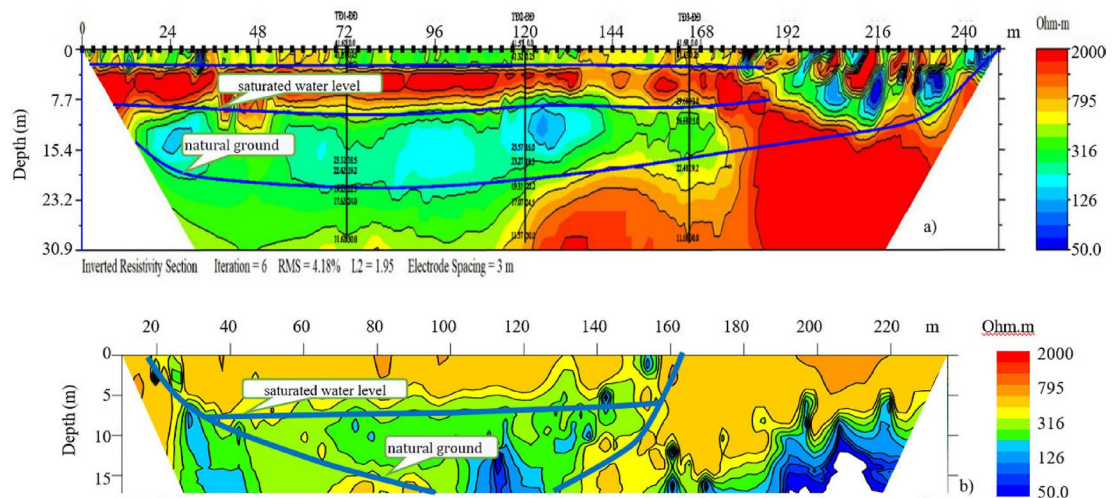 TD1-DD TD2-DD TD3-DD Ohm-m
0 24 48 72 96 120 144 168 192 216 240 m
0
7.7
15.4
23.2
30.9
Depth (m)
saturated water level
natural ground
2000
795
316
126
50.0
a)
Inverted Resistivity Section Iteration = 6 RMS = 4.18% L2 = 1.95 Electrode Spacing = 3 m
20 40 60 80 100 120 140 160 180 200 220 m Ohm.m
0
5
10
15
Depth (m)
saturated water level
natural ground
2000
795
316
126
50.0
b)